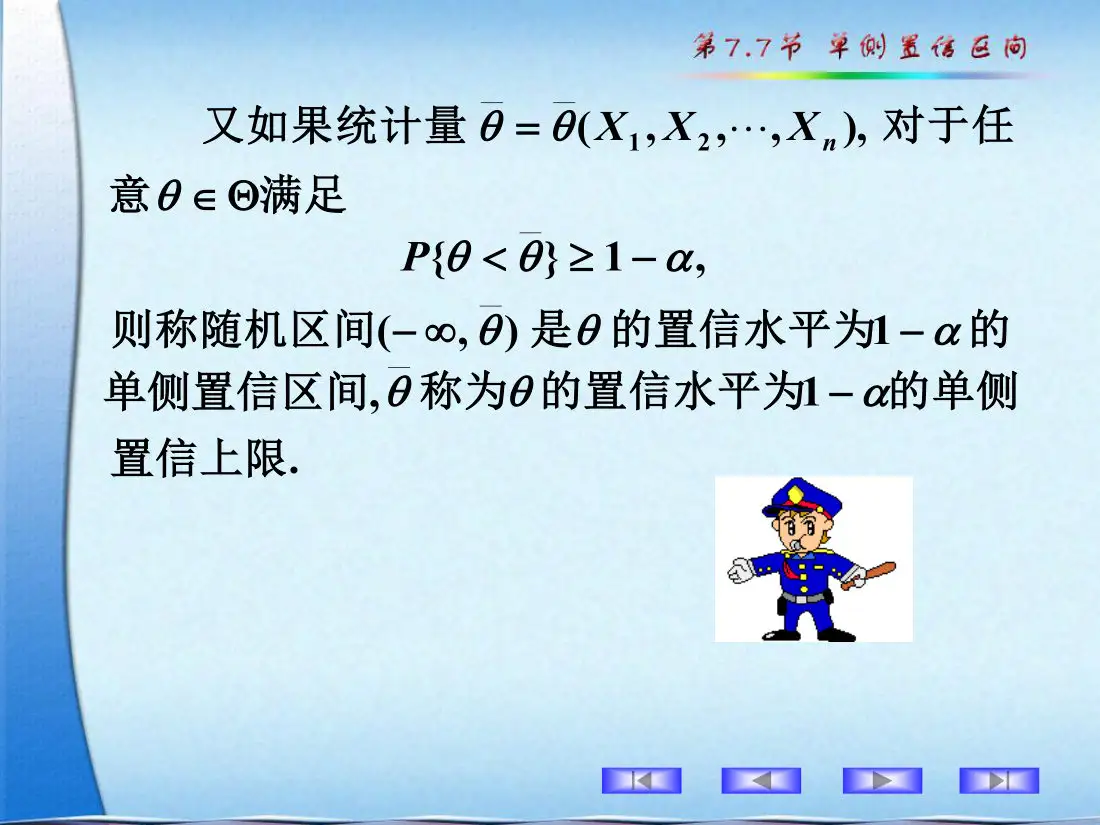 第7.7节 单侧置信区间
又如果统计量 θ̅ = θ̅(X₁, X₂, ⋯, Xₙ), 对于任
意θ ∈ Θ满足
P{θ < θ̅} ≥ 1 − α,
则称随机区间(− ∞, θ̅) 是θ 的置信水平为1 − α 的
单侧置信区间, θ̅ 称为θ 的置信水平为1 − α的单侧
置信上限.